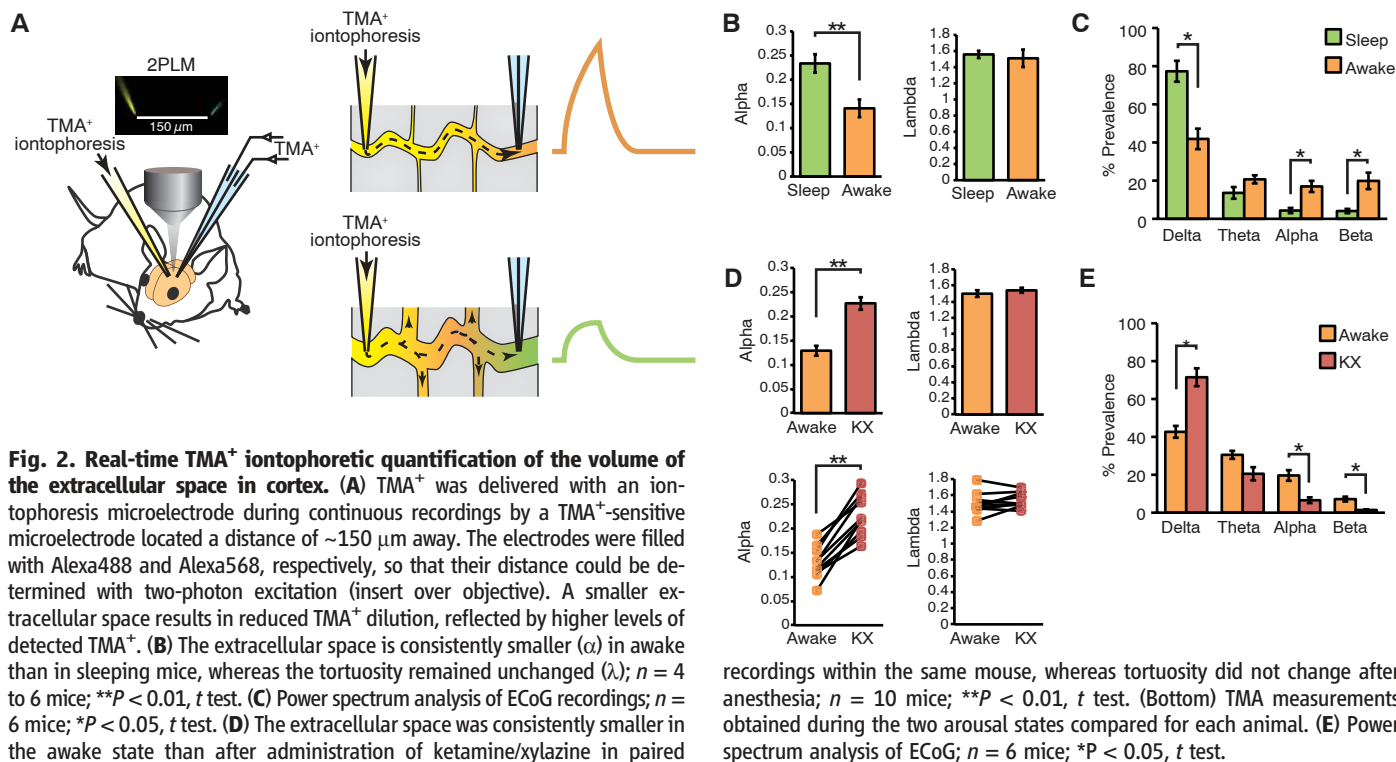 A
2PLM
150 µm
TMA⁺
iontophoresis
TMA⁺
TMA⁺
iontophoresis
TMA⁺
iontophoresis
B
**
0.3
0.25
0.2
0.15
0.1
0.05
0
Alpha
Sleep Awake
1.8
1.6
1.4
1.2
1.0
0.8
0.6
0.4
0.2
0
Lambda
Sleep Awake
C
Sleep
Awake
100
80
60
40
20
0
% Prevalence
*
*
*
Delta Theta Alpha Beta
D
**
0.3
0.25
0.2
0.15
0.1
0.05
0
Alpha
Awake KX
1.8
1.6
1.4
1.2
1.0
0.8
0.6
0.4
0.2
0
Lambda
Awake KX
**
0.3
0.25
0.2
0.15
0.1
0.05
0
Alpha
Awake KX
1.8
1.6
1.4
1.2
1.0
0.8
0.6
0.4
0.2
0
Lambda
Awake KX
E
Awake
KX
100
80
60
40
20
0
% Prevalence
*
*
*
Delta Theta Alpha Beta
Fig. 2. Real-time TMA⁺ iontophoretic quantification of the volume of
the extracellular space in cortex. (A) TMA⁺ was delivered with an ion-
tophoresis microelectrode during continuous recordings by a TMA⁺-sensitive
microelectrode located a distance of ~150 µm away. The electrodes were filled
with Alexa488 and Alexa568, respectively, so that their distance could be de-
termined with two-photon excitation (insert over objective). A smaller ex-
tracellular space results in reduced TMA⁺ dilution, reflected by higher levels of
detected TMA⁺. (B) The extracellular space is consistently smaller (α) in awake
than in sleeping mice, whereas the tortuosity remained unchanged (λ); n = 4
to 6 mice; **P < 0.01, t test. (C) Power spectrum analysis of ECoG recordings; n =
6 mice; *P < 0.05, t test. (D) The extracellular space was consistently smaller in
the awake state than after administration of ketamine/xylazine in paired
recordings within the same mouse, whereas tortuosity did not change after
anesthesia; n = 10 mice; **P < 0.01, t test. (Bottom) TMA measurements
obtained during the two arousal states compared for each animal. (E) Power
spectrum analysis of ECoG; n = 6 mice; *P < 0.05, t test.